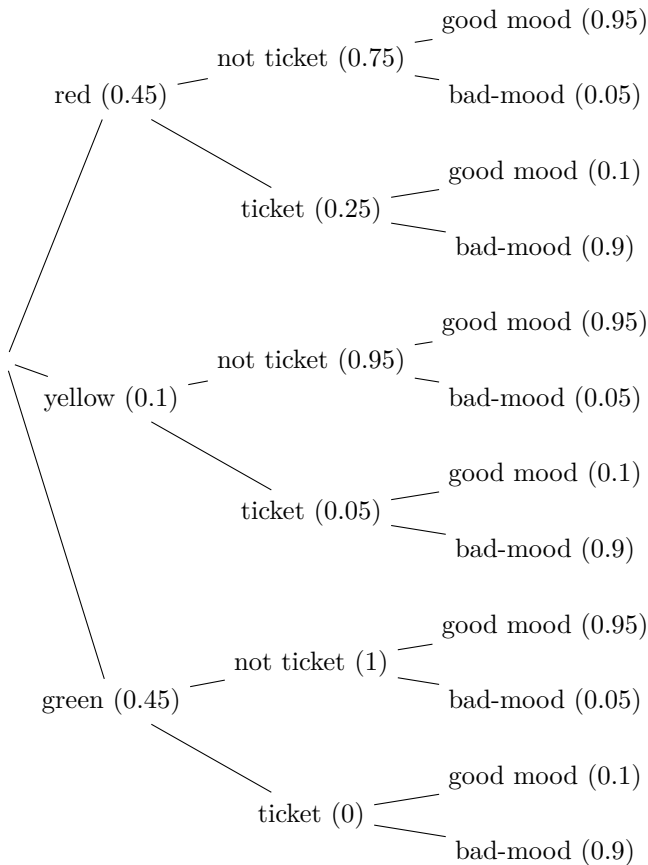 good mood (0.95)
not ticket (0.75)
bad-mood (0.05)
red (0.45)
good mood (0.1)
ticket (0.25)
bad-mood (0.9)
good mood (0.95)
not ticket (0.95)
yellow (0.1)
bad-mood (0.05)
good mood (0.1)
ticket (0.05)
bad-mood (0.9)
good mood (0.95)
not ticket (1)
green (0.45)
bad-mood (0.05)
good mood (0.1)
ticket (0)
bad-mood (0.9)